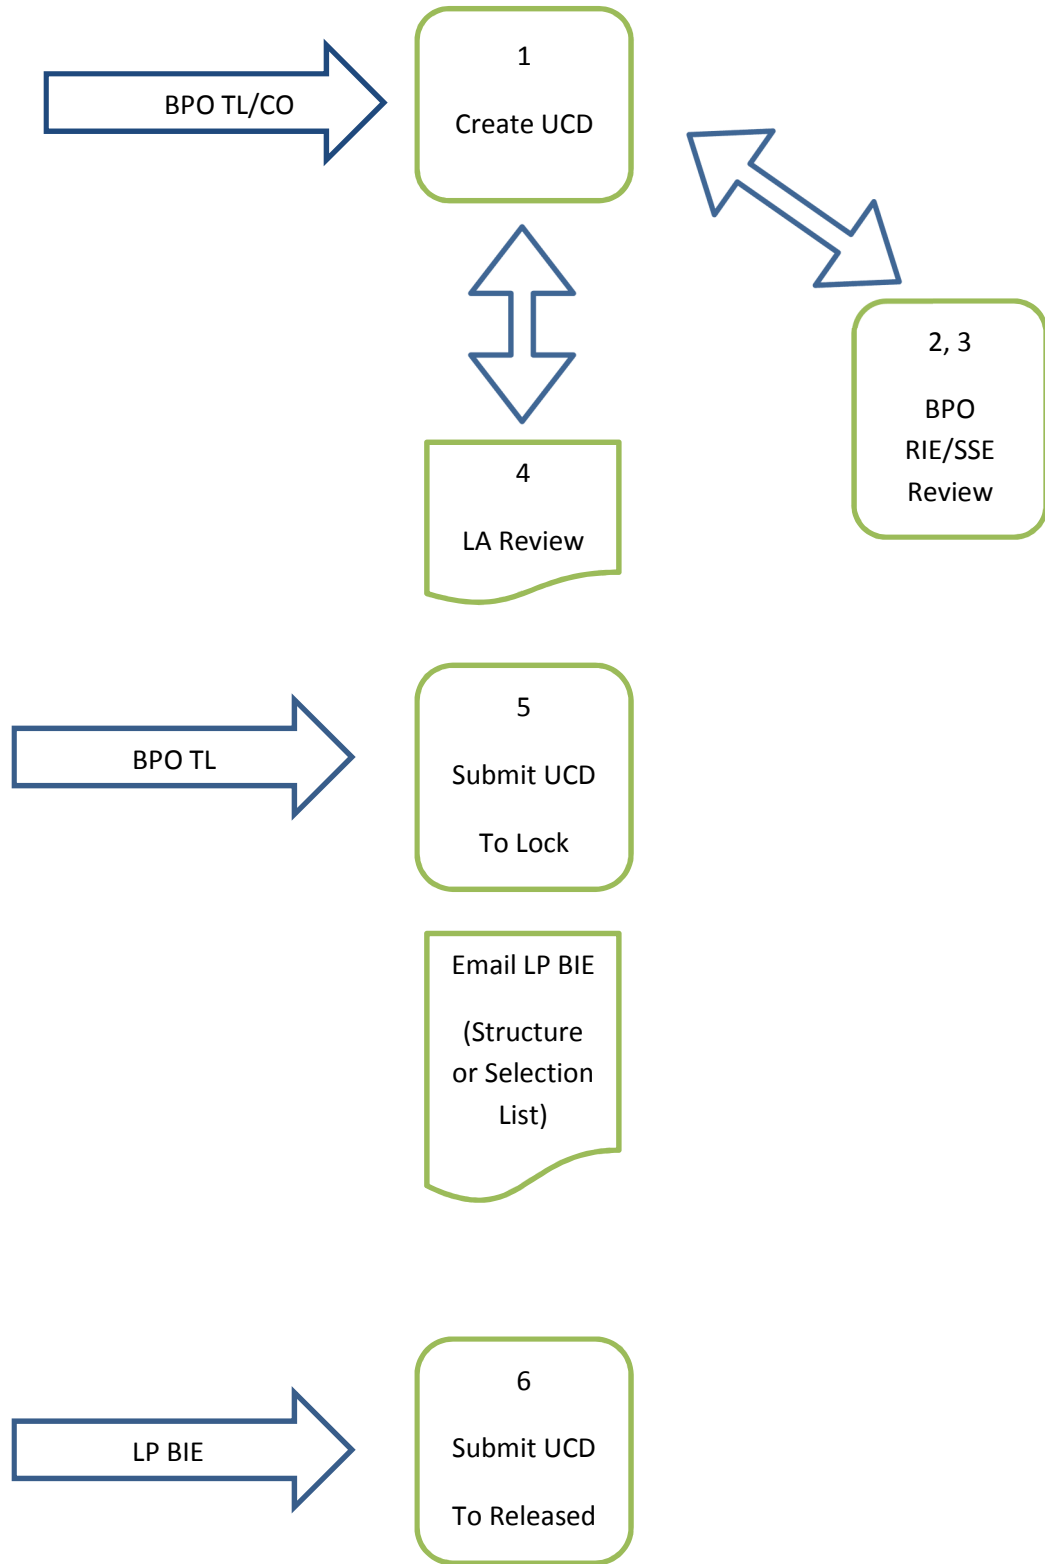 1
BPO TL/CO
Create UCD
2, 3
BPO
RIE/SSE
Review
4
LA Review
5
BPO TL
Submit UCD
To Lock
Email LP BIE
(Structure
or Selection
List)
6
LP BIE
Submit UCD
To Released